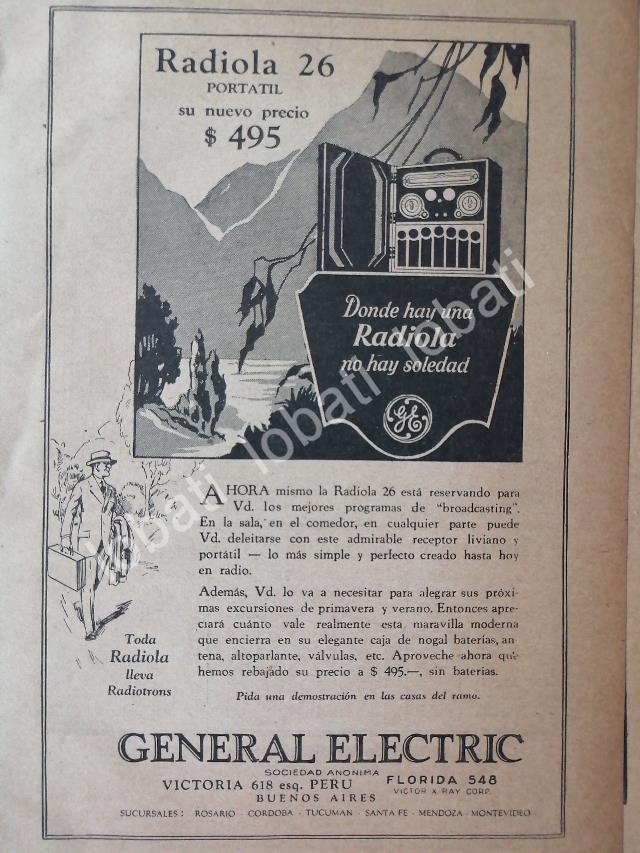 Radiola 26
PORTATIL
su nuevo precio
$ 495
Donde hay una
Radiola
no hay soledad
GE
AHORA mismo la Radiola 26 está reservando para
Vd. los mejores programas de "broadcasting".
En la sala, en el comedor, en cualquier parte puede
Vd. deleitarse con este admirable receptor liviano y
portátil — lo más simple y perfecto creado hasta hoy
en radio.
Además, Vd. lo va a necesitar para alegrar sus próxi-
mas excursiones de primavera y verano. Entonces apre-
ciará cuánto vale realmente esta maravilla moderna
que encierra en su elegante caja de nogal baterías, an-
tena, altoparlante, válvulas, etc. Aproveche ahora que
hemos rebajado su precio a $ 495.—, sin baterías.
Pida una demostración en las casas del ramo.
Toda
Radiola
lleva
Radiotrons
GENERAL ELECTRIC
SOCIEDAD ANONIMA
VICTORIA 618 esq. PERU
BUENOS AIRES
FLORIDA 548
VICTOR X RAY CORP.
SUCURSALES: ROSARIO - CORDOBA - TUCUMAN - SANTA FE - MENDOZA - MONTEVIDEO
lobati lobati lobati lobati